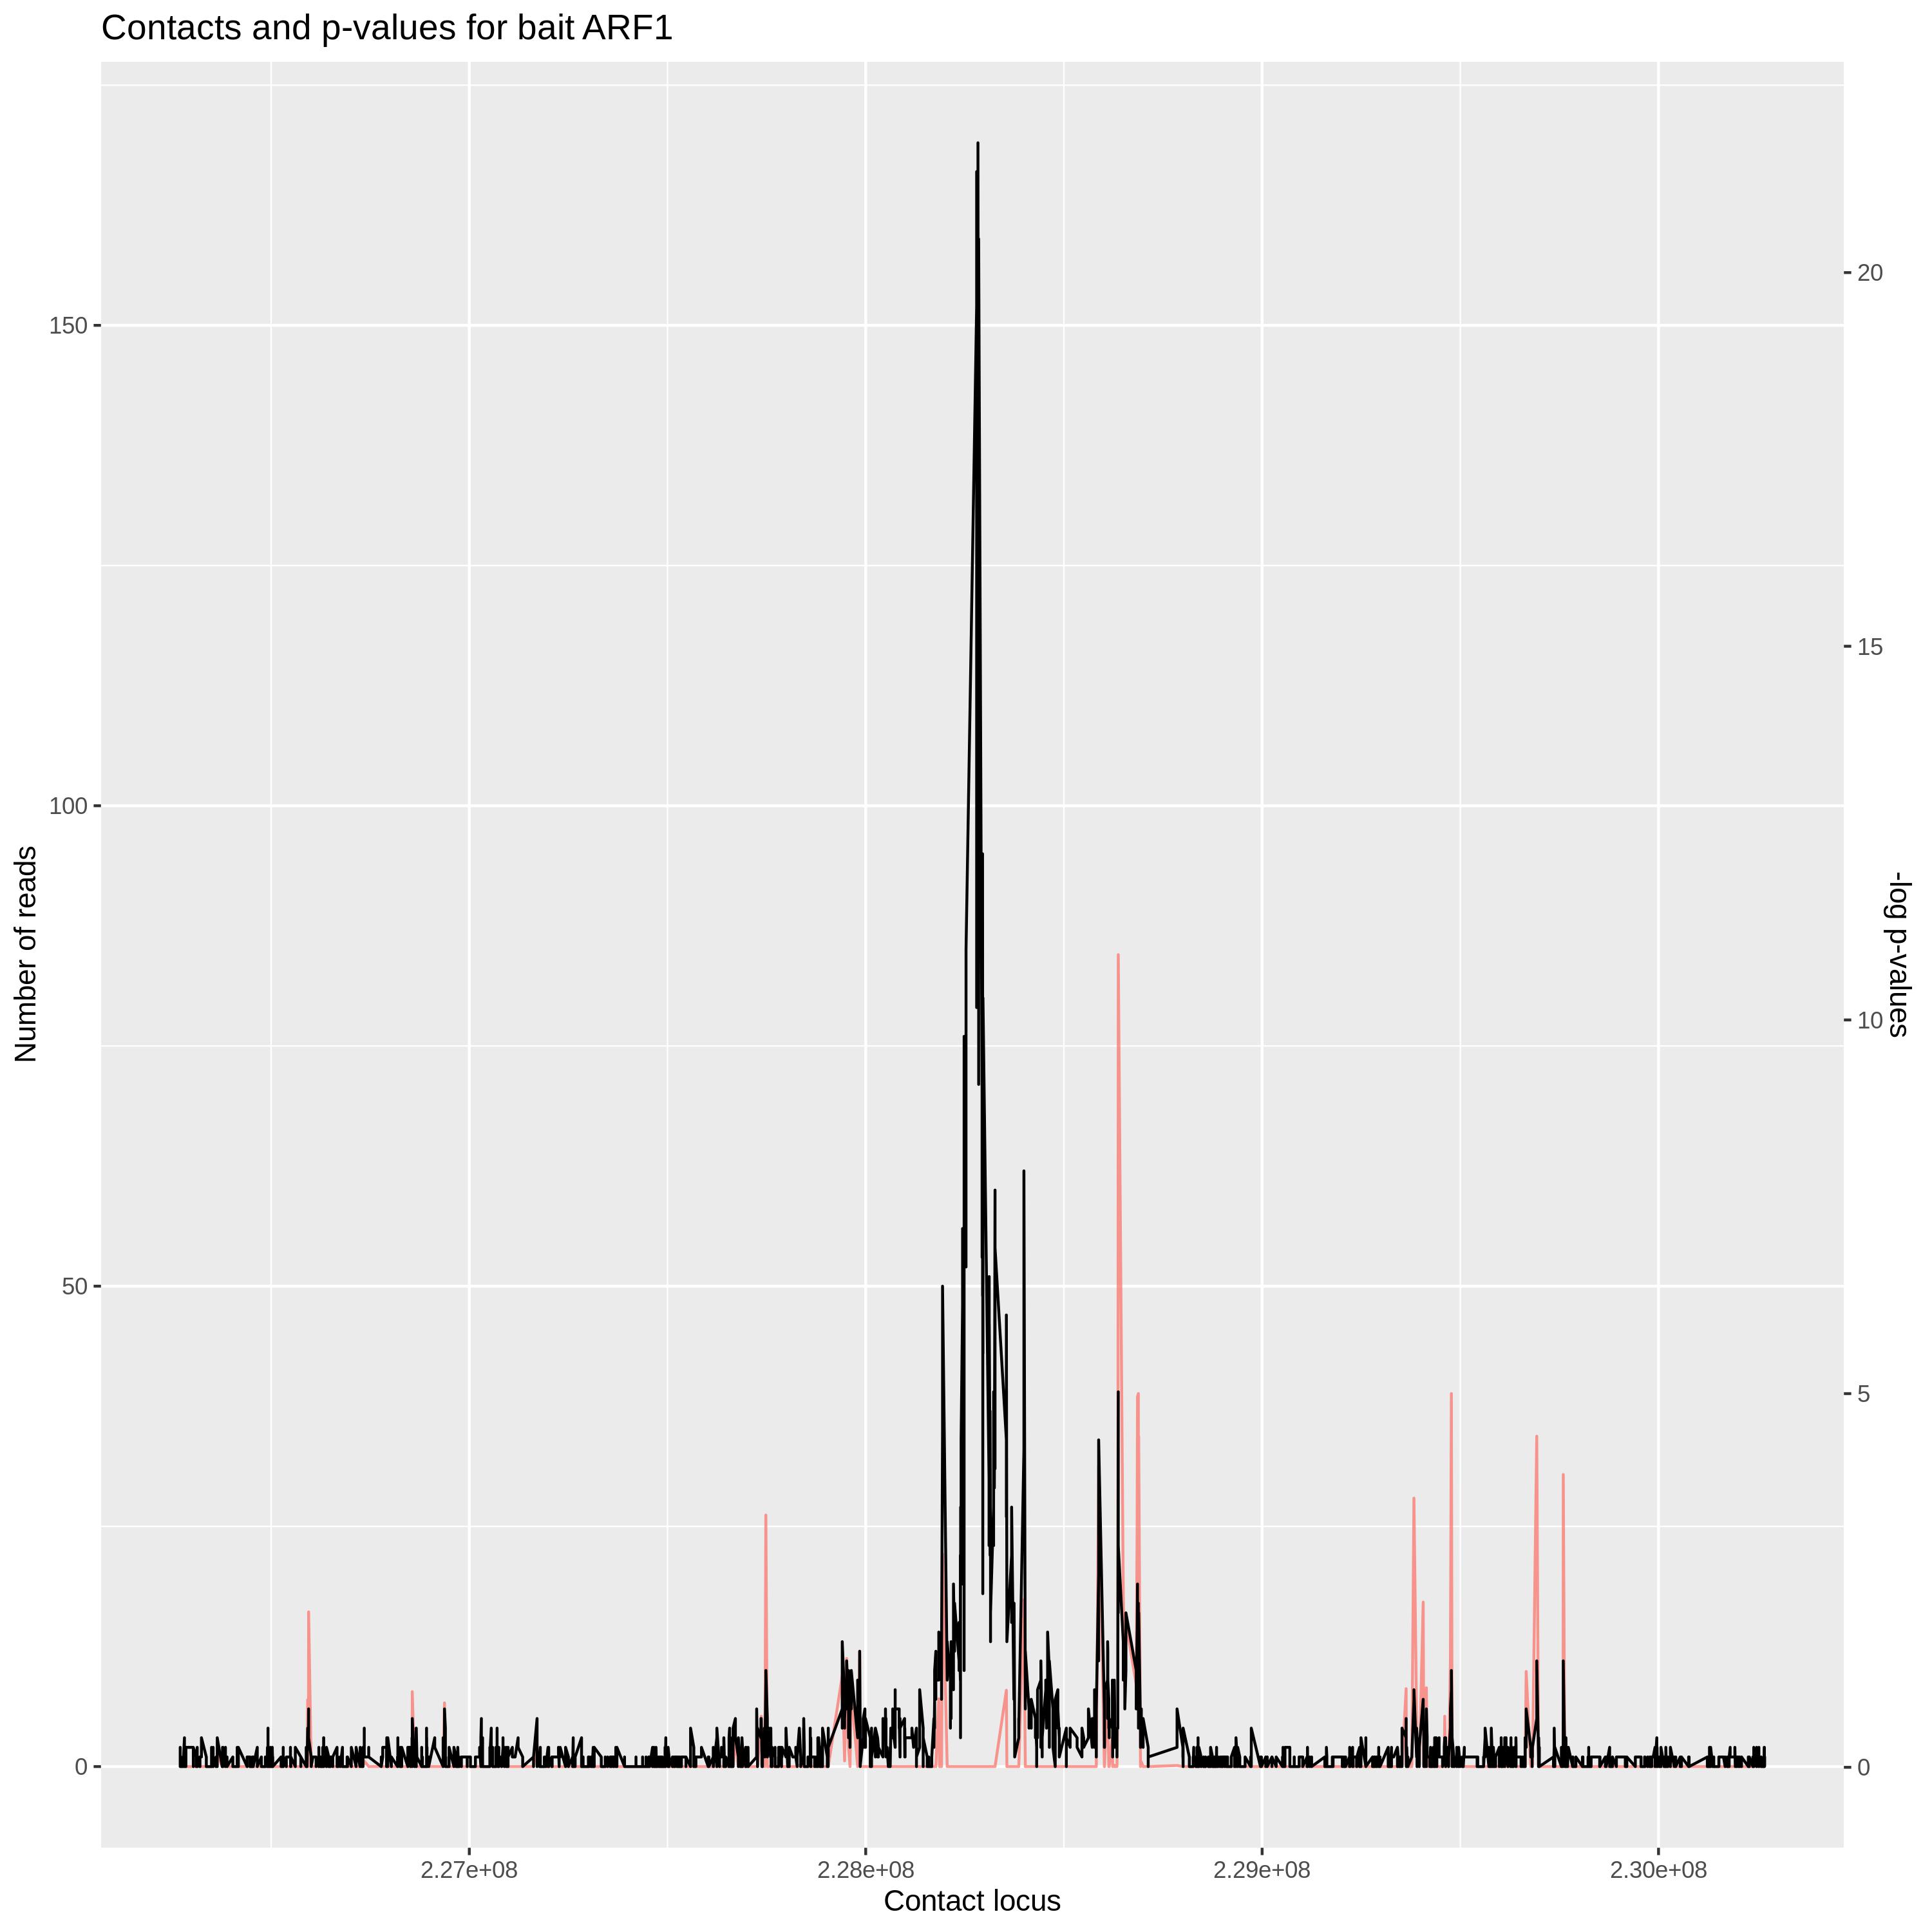 Contacts and p-values for bait ARF1
Number of reads
150
100
50
0
20
15
10
5
0
-log p-values
2.27e+08
2.28e+08
2.29e+08
2.30e+08
Contact locus